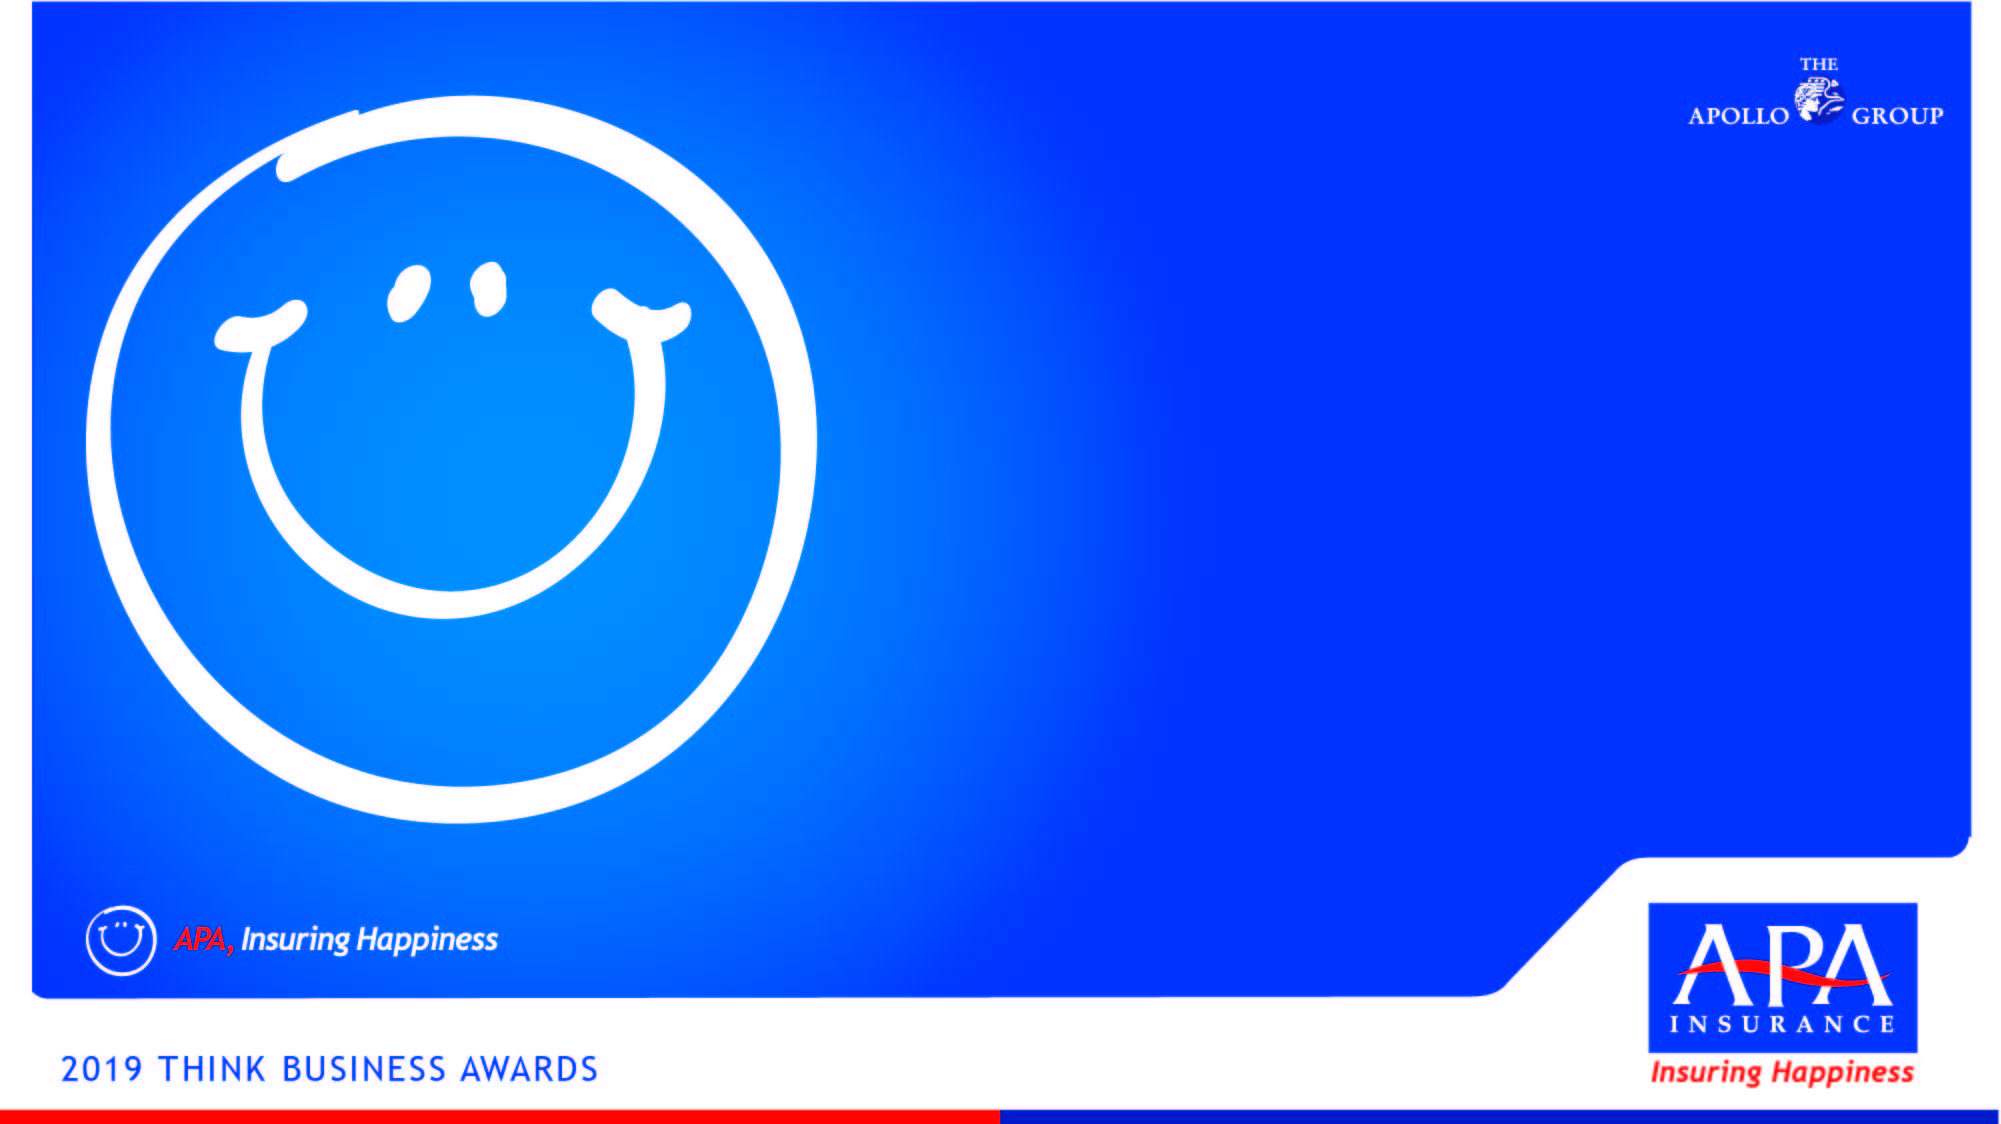 THE
APOLLO GROUP
APA, Insuring Happiness
APA
INSURANCE
Insuring Happiness
2019 THINK BUSINESS AWARDS